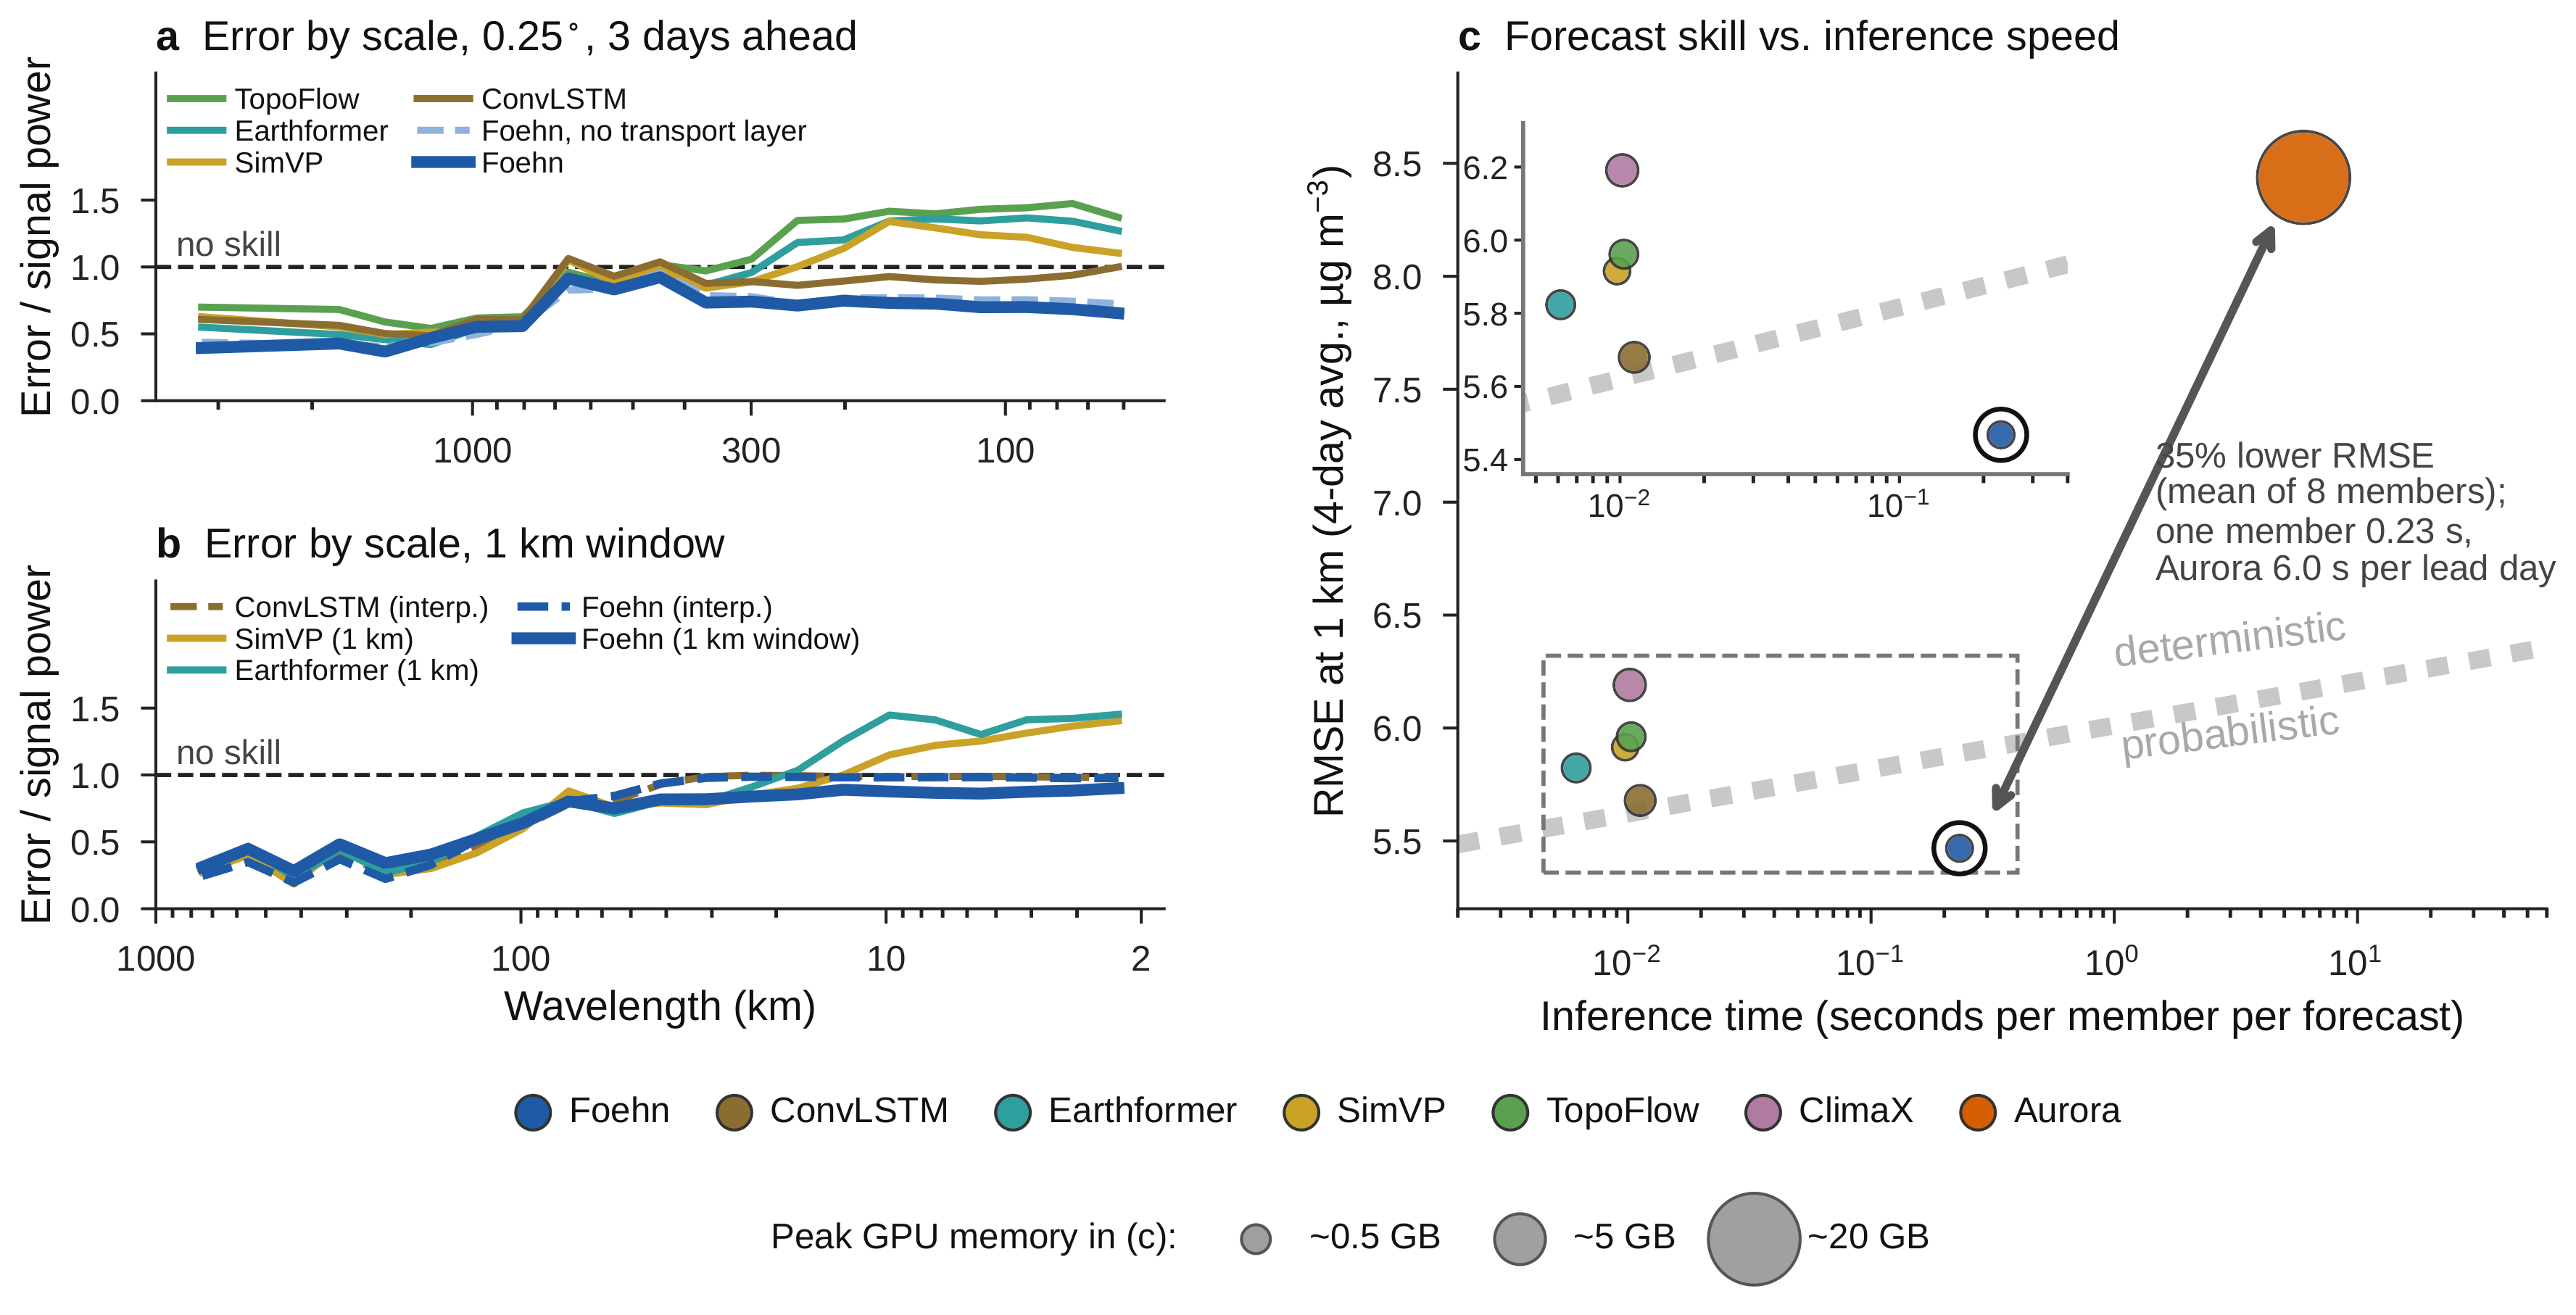 a Error by scale, 0.25°, 3 days ahead
Error / signal power
TopoFlow
Earthformer
SimVP
ConvLSTM
Foehn, no transport layer
Foehn
no skill
1.5
1.0
0.5
0.0
1000 300 100
b Error by scale, 1 km window
Error / signal power
ConvLSTM (interp.)
SimVP (1 km)
Earthformer (1 km)
Foehn (interp.)
Foehn (1 km window)
no skill
1.5
1.0
0.5
0.0
1000 100 10 2
Wavelength (km)
c Forecast skill vs. inference speed
RMSE at 1 km (4-day avg., µg m⁻³)
8.5
8.0
7.5
7.0
6.5
6.0
5.5
6.2
6.0
5.8
5.6
5.4
10⁻² 10⁻¹
35% lower RMSE
(mean of 8 members);
one member 0.23 s,
Aurora 6.0 s per lead day
deterministic
probabilistic
10⁻² 10⁻¹ 10⁰ 10¹
Inference time (seconds per member per forecast)
Foehn ConvLSTM Earthformer SimVP TopoFlow ClimaX Aurora
Peak GPU memory in (c): ~0.5 GB ~5 GB ~20 GB